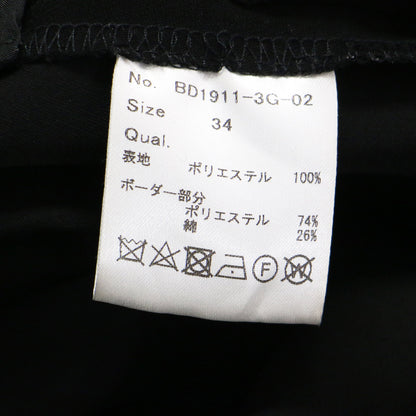 No. BD1911-3G-02
Size 34
Qual.
表地 ポリエステル 100%
ボーダー部分
ポリエステル 74%
綿 26%
F W